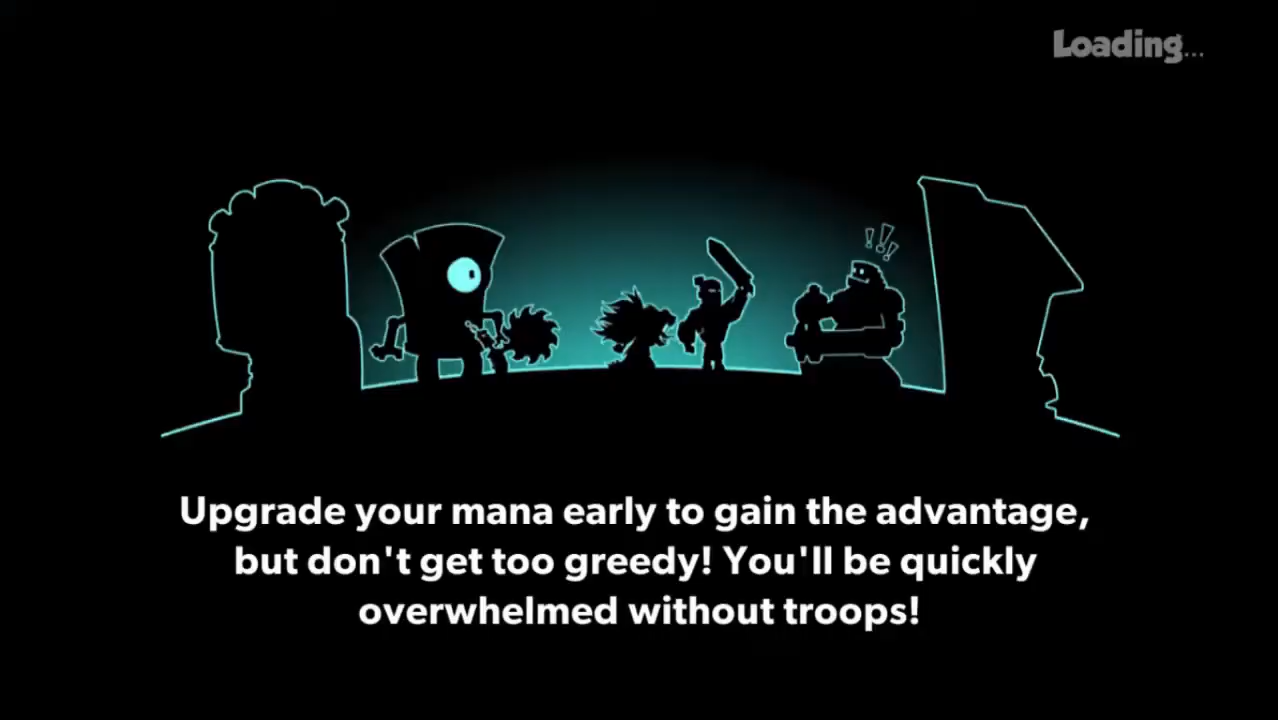 Loading...
Upgrade your mana early to gain the advantage,
but don't get too greedy! You'll be quickly
overwhelmed without troops!